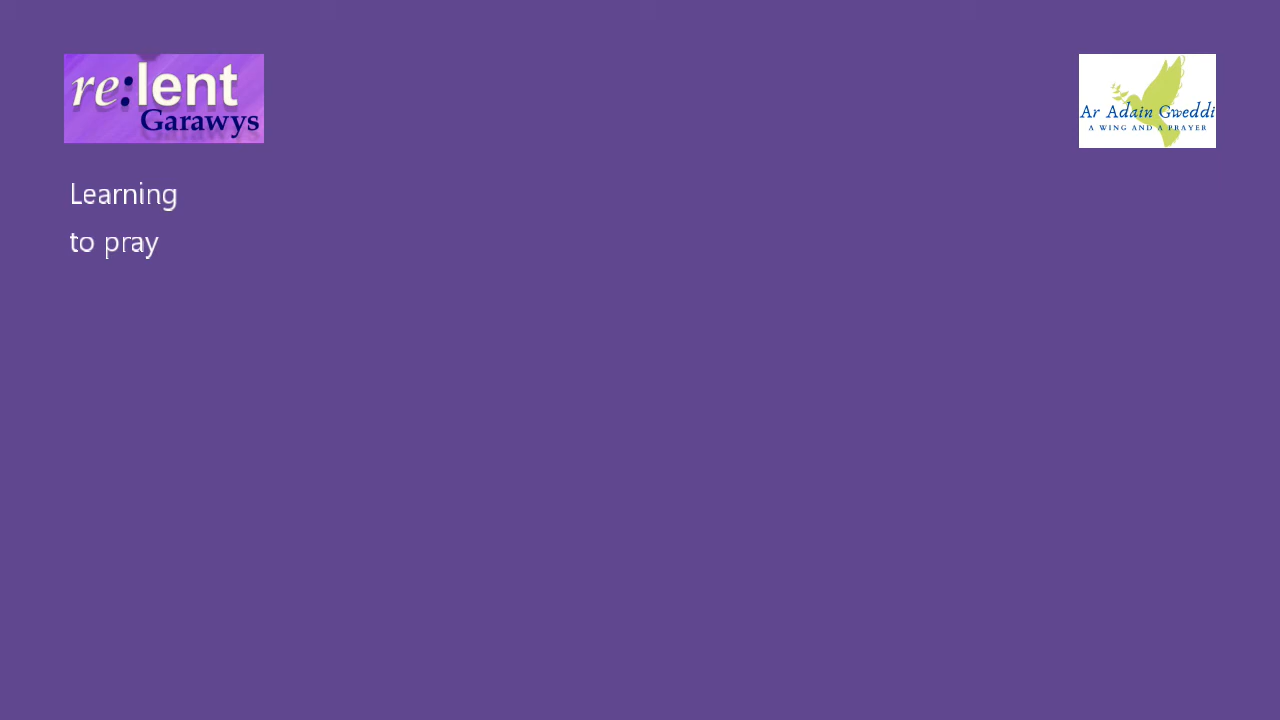 re:lent
Garawys
Ar Adain Gweddi
A WING AND A PRAYER
Learning
to pray